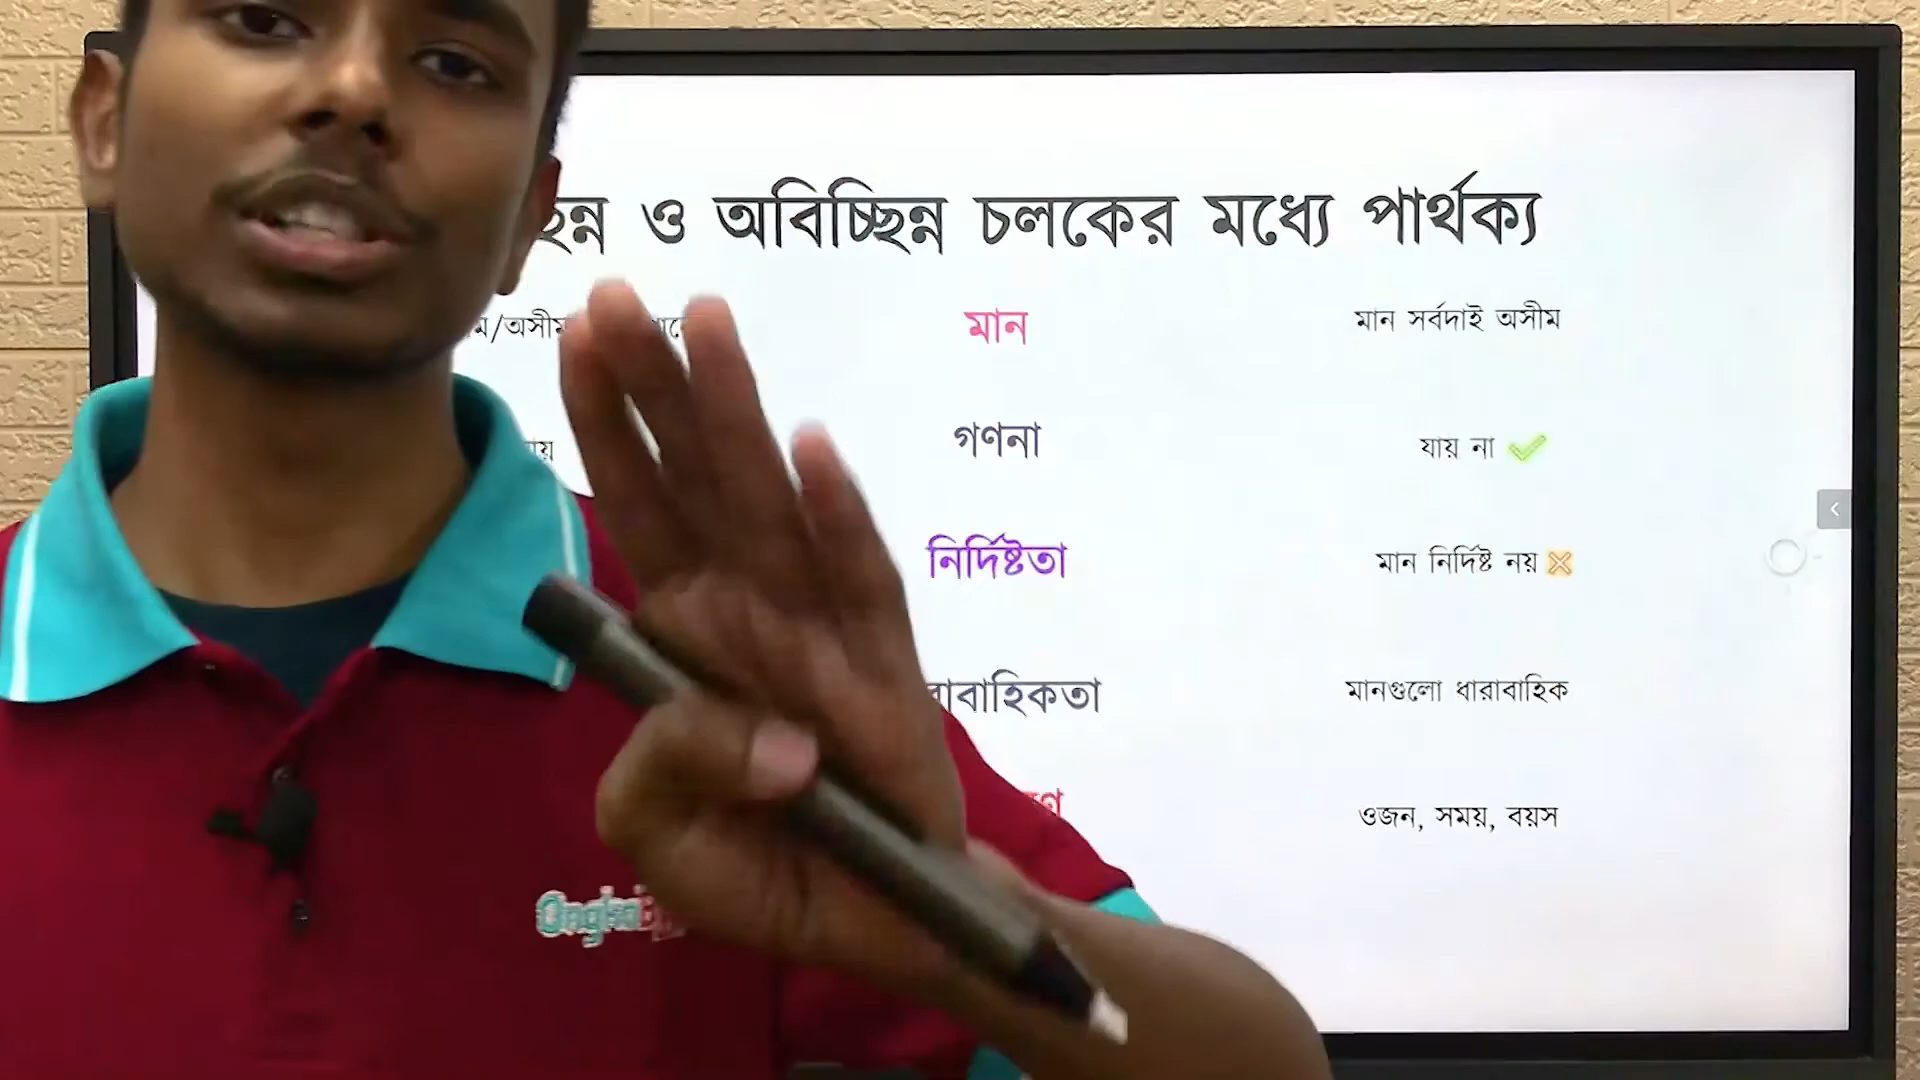 ও অবিচ্ছিন্ন চলকের মধ্যে পার্থক্য
মান
মান সর্বদাই অসীম
গণনা
যায় না
নির্দিষ্টতা
মান নির্দিষ্ট নয়
মানগুলো ধারাবাহিক
ওজন, সময়, বয়স